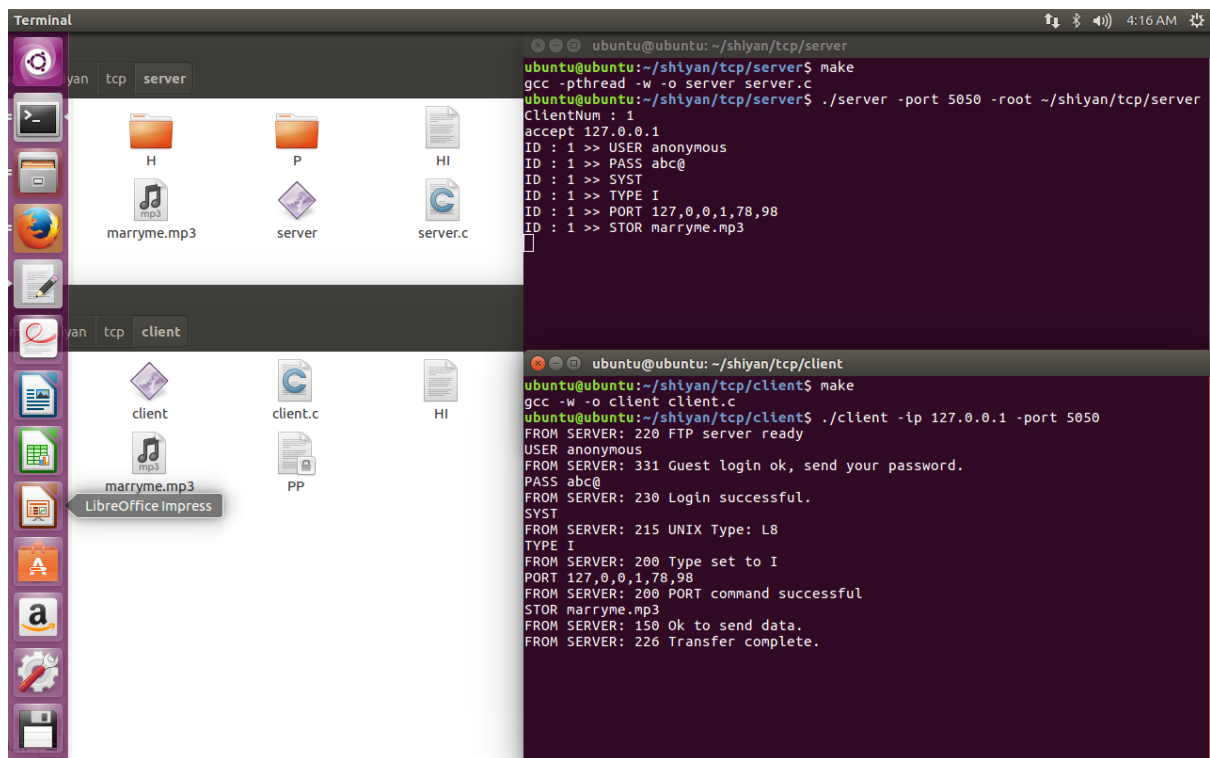 Terminal
4:16 AM
yan tcp server
H P HI
mp3
marryme.mp3 server server.c
yan tcp client
client client.c HI
mp3
marryme.mp3 PP
LibreOffice Impress
ubuntu@ubuntu: ~/shiyan/tcp/server
ubuntu@ubuntu:~/shiyan/tcp/server$ make
gcc -pthread -w -o server server.c
ubuntu@ubuntu:~/shiyan/tcp/server$ ./server -port 5050 -root ~/shiyan/tcp/server
ClientNum : 1
accept 127.0.0.1
ID : 1 >> USER anonymous
ID : 1 >> PASS abc@
ID : 1 >> SYST
ID : 1 >> TYPE I
ID : 1 >> PORT 127,0,0,1,78,98
ID : 1 >> STOR marryme.mp3
ubuntu@ubuntu: ~/shiyan/tcp/client
ubuntu@ubuntu:~/shiyan/tcp/client$ make
gcc -w -o client client.c
ubuntu@ubuntu:~/shiyan/tcp/client$ ./client -ip 127.0.0.1 -port 5050
FROM SERVER: 220 FTP server ready
USER anonymous
FROM SERVER: 331 Guest login ok, send your password.
PASS abc@
FROM SERVER: 230 Login successful.
SYST
FROM SERVER: 215 UNIX Type: L8
TYPE I
FROM SERVER: 200 Type set to I
PORT 127,0,0,1,78,98
FROM SERVER: 200 PORT command successful
STOR marryme.mp3
FROM SERVER: 150 Ok to send data.
FROM SERVER: 226 Transfer complete.